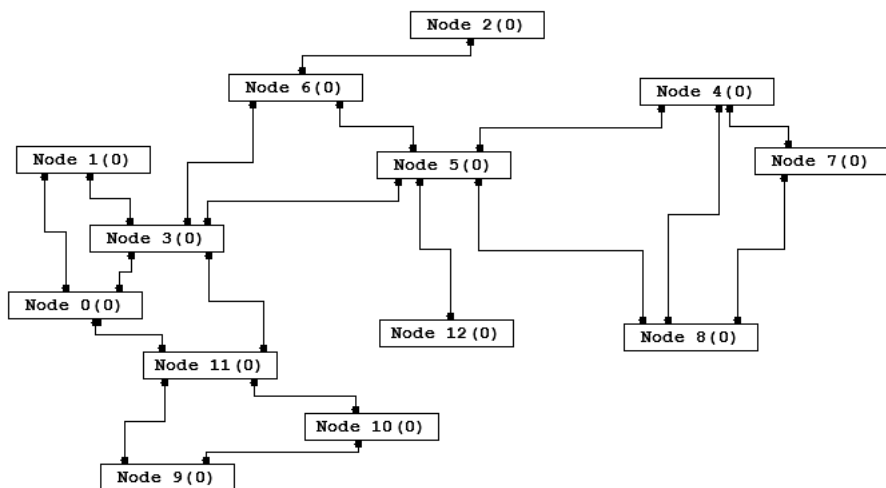 Node 2(0)
Node 6(0)
Node 4(0)
Node 1(0)
Node 5(0)
Node 7(0)
Node 3(0)
Node 0(0)
Node 12(0)
Node 8(0)
Node 11(0)
Node 10(0)
Node 9(0)